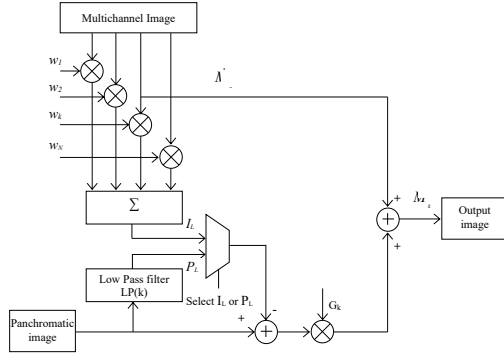 Multichannel Image
w1
w2
wk
wN
Σ
IL
PL
Low Pass filter
LP(k)
Select IL or PL
Panchromatic
image
+
-
+
Gk
+
+
Output
image